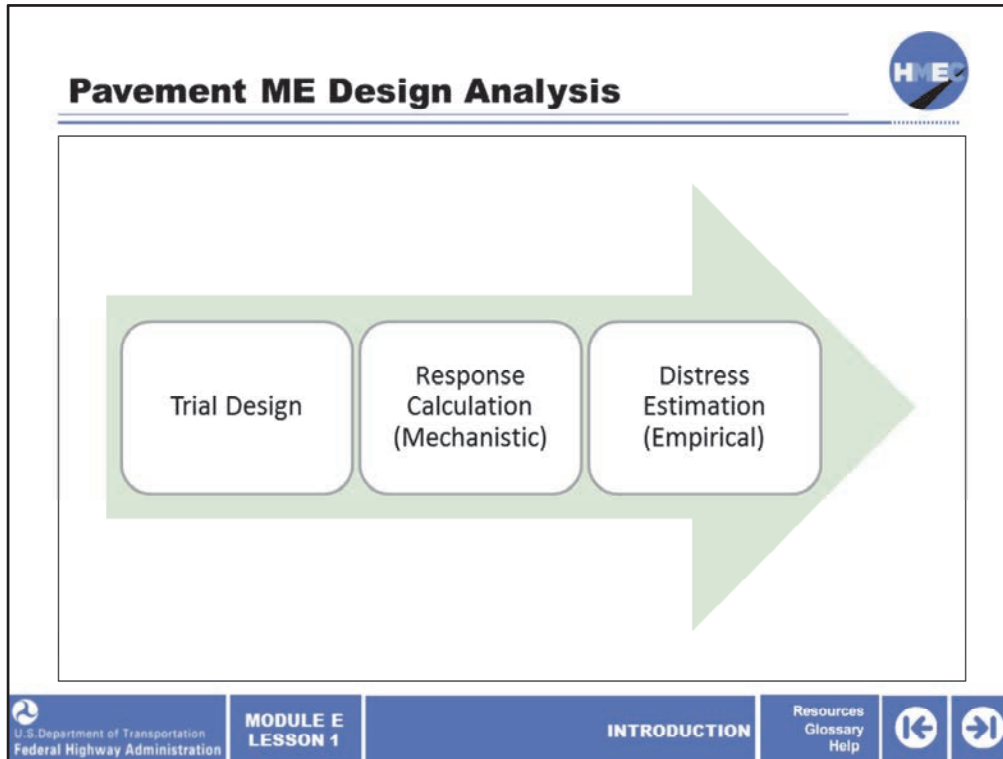 Pavement ME Design Analysis
HMEC
Trial Design
Response
Calculation
(Mechanistic)
Distress
Estimation
(Empirical)
U.S.Department of Transportation
Federal Highway Administration
MODULE E
LESSON 1
INTRODUCTION
Resources
Glossary
Help